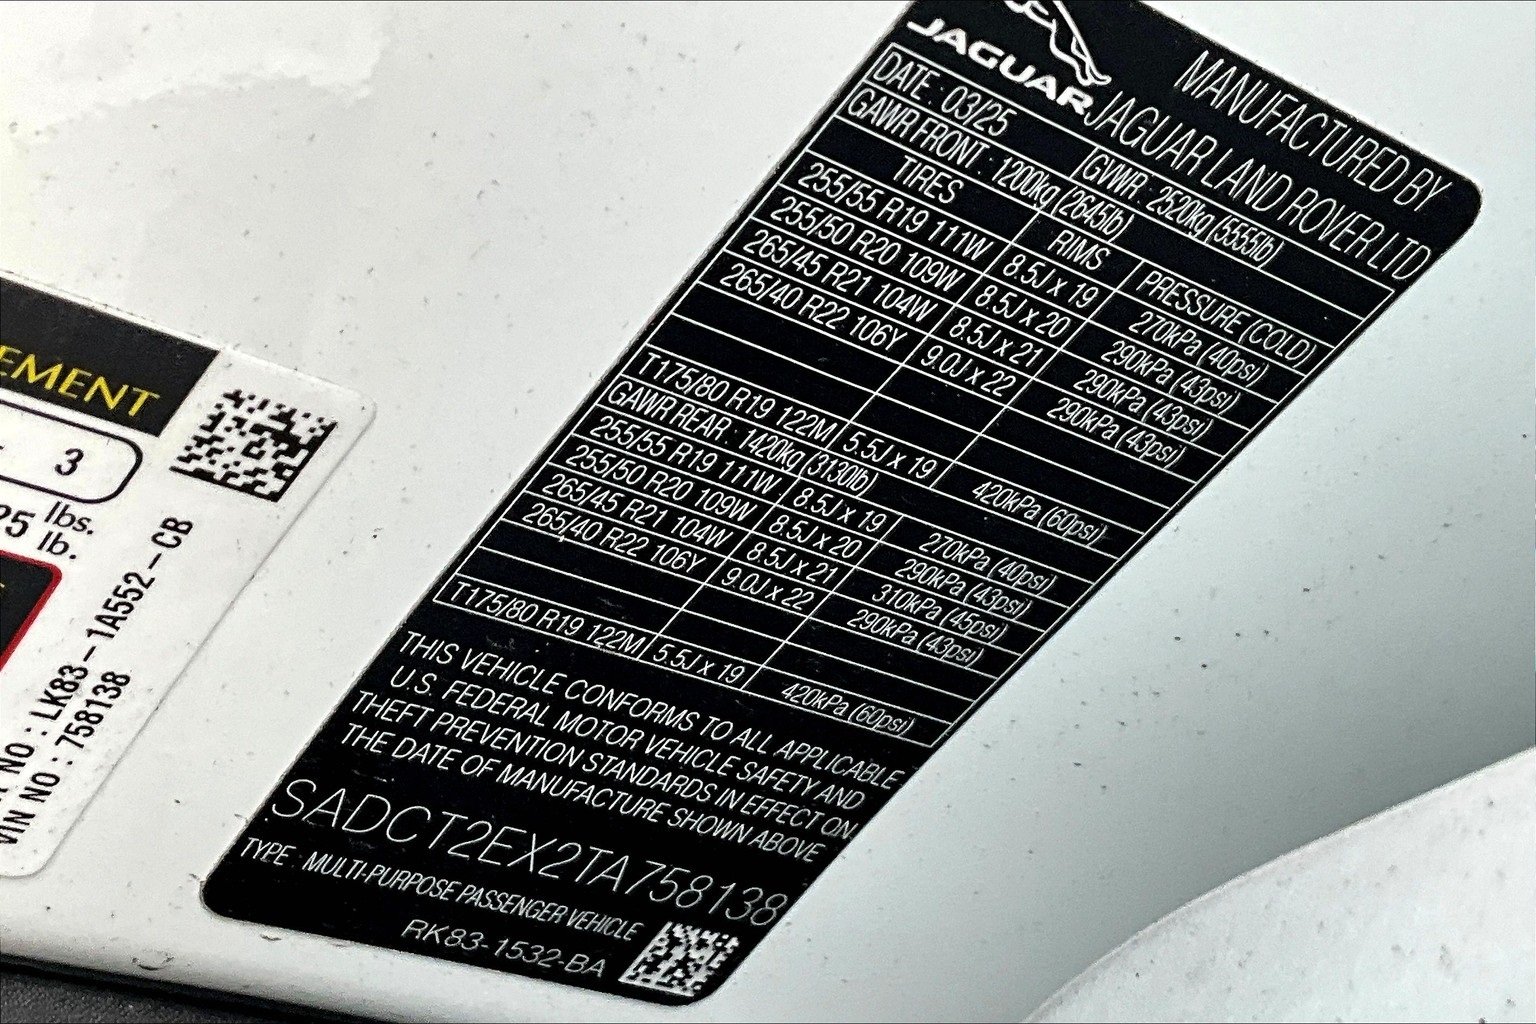 JAGUAR
MANUFACTURED BY
JAGUAR LAND ROVER LTD
DATE : 03/25 GVWR: 2520kg (5555lb)
GAWR FRONT : 1200kg (2645lb)
TIRES RIMS PRESSURE (COLD)
255/55 R19 111W 8.5J x 19 270kPa (40psi)
255/50 R20 109W 8.5J x 20 290kPa (43psi)
265/45 R21 104W 8.5J x 21 290kPa (43psi)
265/40 R22 106Y 9.0J x 22 290kPa (43psi)
T175/80 R19 122M 5.5J x 19 420kPa (60psi)
GAWR REAR : 1420kg (3130lb)
255/55 R19 111W 8.5J x 19 270kPa (40psi)
255/50 R20 109W 8.5J x 20 290kPa (43psi)
265/45 R21 104W 8.5J x 21 310kPa (45psi)
265/40 R22 106Y 9.0J x 22 290kPa (43psi)
T175/80 R19 122M 5.5J x 19 420kPa (60psi)
THIS VEHICLE CONFORMS TO ALL APPLICABLE
U.S. FEDERAL MOTOR VEHICLE SAFETY AND
THEFT PREVENTION STANDARDS IN EFFECT ON
THE DATE OF MANUFACTURE SHOWN ABOVE
SADCT2EX2TA758138
TYPE : MULTI-PURPOSE PASSENGER VEHICLE
RK83-1532-BA
EMENT
3
lbs.
25 lb.
NO : LK83-1A552-CB
VIN NO : 758138